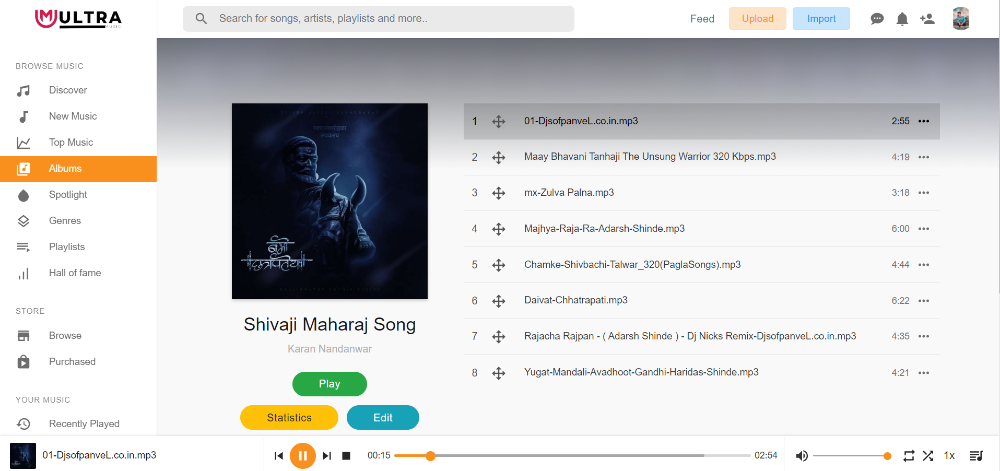 MULTRA
MUSIC
Search for songs, artists, playlists and more..
Feed
Upload
Import
BROWSE MUSIC
Discover
New Music
Top Music
Albums
Spotlight
Genres
Playlists
Hall of fame
STORE
Browse
Purchased
YOUR MUSIC
Recently Played
स्वराज्यसोहळा
लवकरच
Shivaji Maharaj Song
Karan Nandanwar
Play
Statistics
Edit
1 01-DjsofpanveL.co.in.mp3 2:55
2 Maay Bhavani Tanhaji The Unsung Warrior 320 Kbps.mp3 4:19
3 mx-Zulva Palna.mp3 3:18
4 Majhya-Raja-Ra-Adarsh-Shinde.mp3 6:00
5 Chamke-Shivbachi-Talwar_320(PaglaSongs).mp3 4:44
6 Daivat-Chhatrapati.mp3 6:22
7 Rajacha Rajpan - ( Adarsh Shinde ) - Dj Nicks Remix-DjsofpanveL.co.in.mp3 4:35
8 Yugat-Mandali-Avadhoot-Gandhi-Haridas-Shinde.mp3 4:21
01-DjsofpanveL.co.in.mp3
00:15
02:54
1x